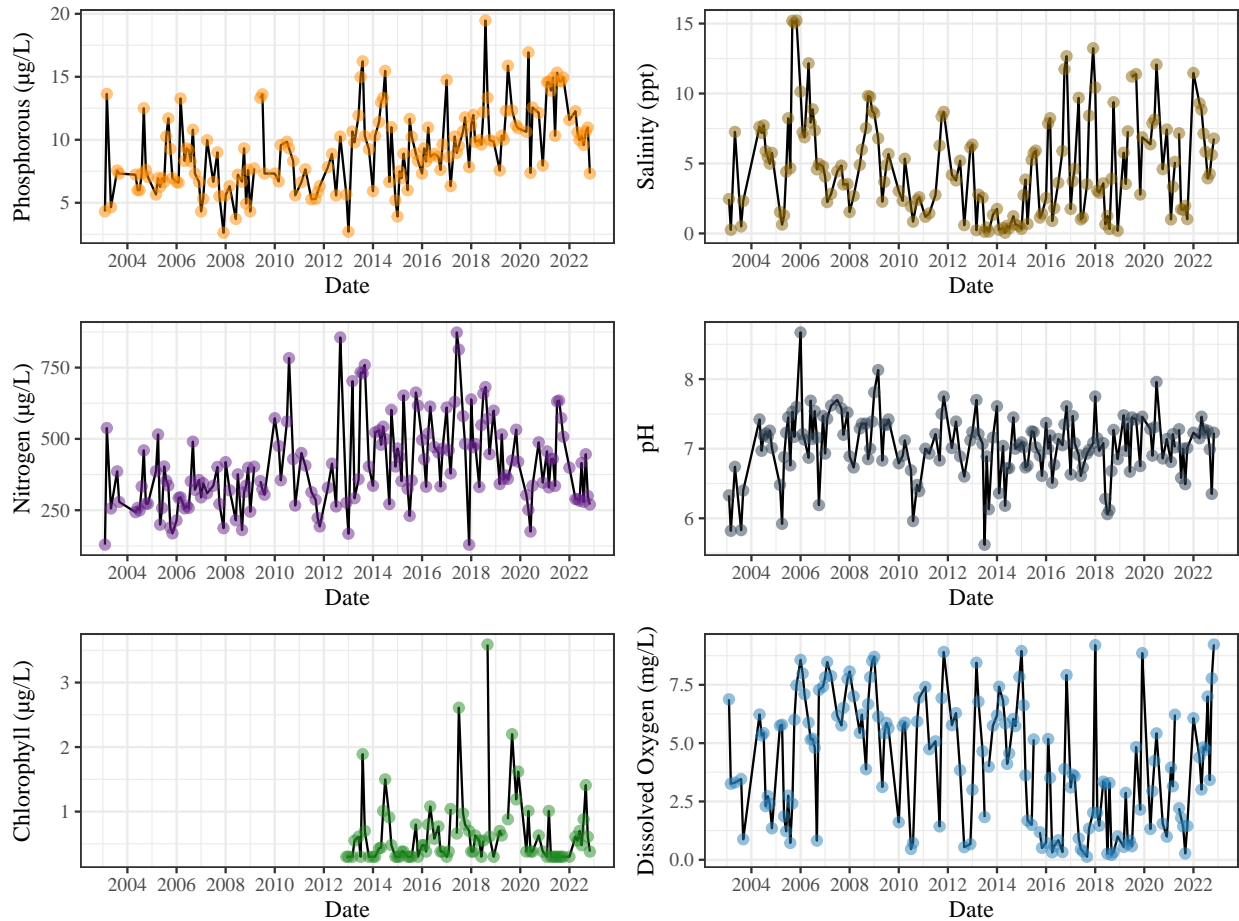 Phosphorous (µg/L)
20
15
10
5
2004 2006 2008 2010 2012 2014 2016 2018 2020 2022
Date
Salinity (ppt)
15
10
5
0
2004 2006 2008 2010 2012 2014 2016 2018 2020 2022
Date
Nitrogen (µg/L)
750
500
250
2004 2006 2008 2010 2012 2014 2016 2018 2020 2022
Date
pH
8
7
6
2004 2006 2008 2010 2012 2014 2016 2018 2020 2022
Date
Chlorophyll (µg/L)
3
2
1
2004 2006 2008 2010 2012 2014 2016 2018 2020 2022
Date
Dissolved Oxygen (mg/L)
7.5
5.0
2.5
0.0
2004 2006 2008 2010 2012 2014 2016 2018 2020 2022
Date